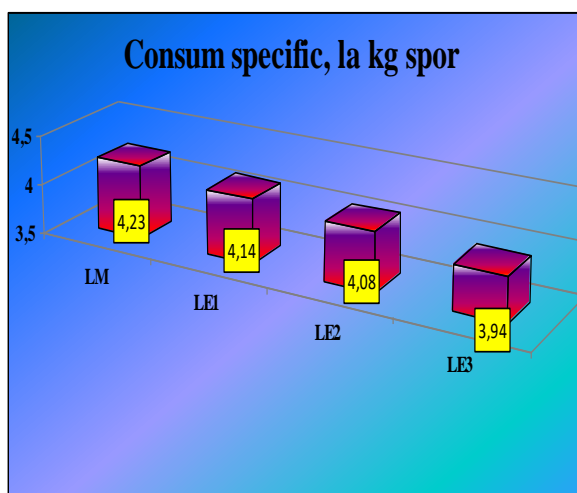 Consum specific, la kg spor
4,5
4
3,5
4,23
4,14
4,08
3,94
LM
LE1
LE2
LE3